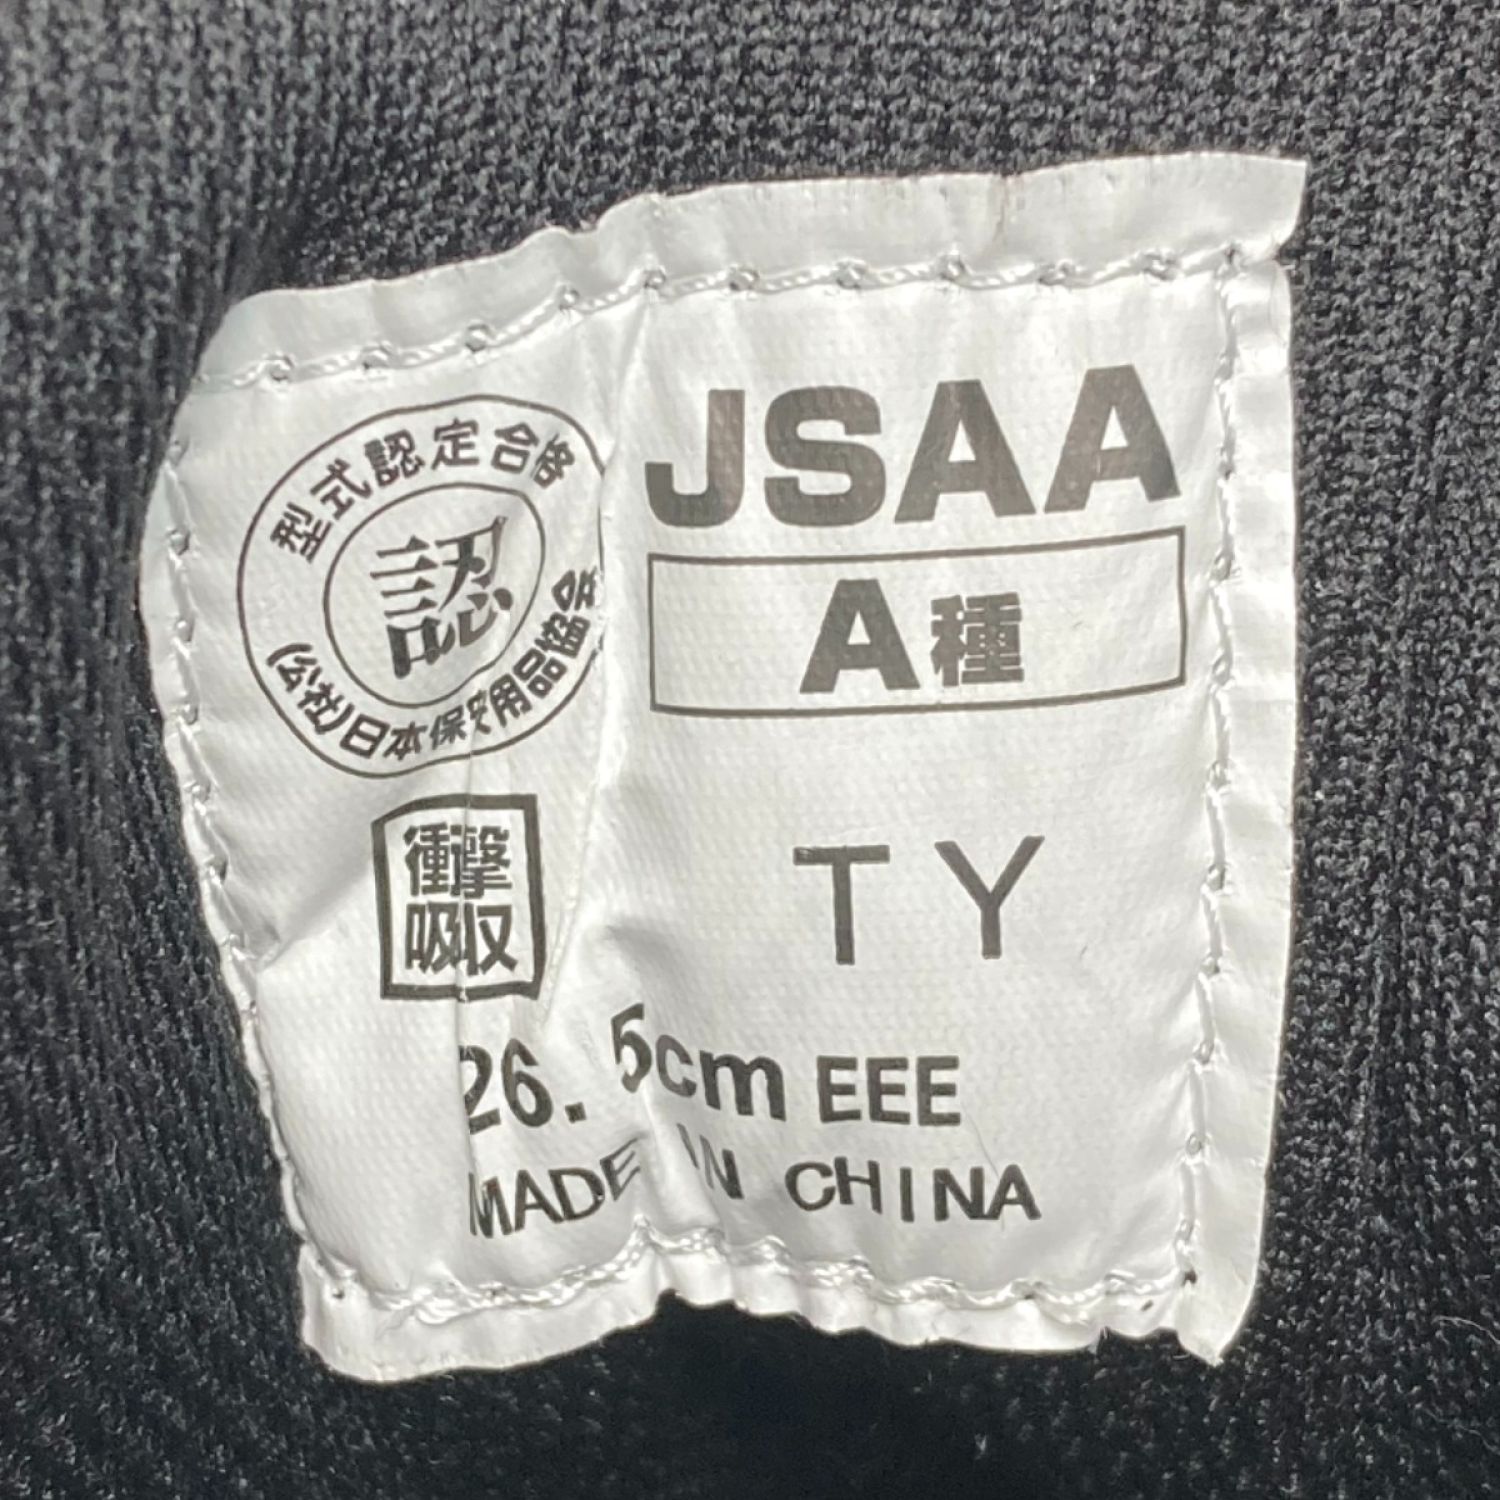 型式認定合格
認
(公社)日本保安用品協会
JSAA
A種
衝撃
吸収
TY
26.5cm EEE
MADE IN CHINA